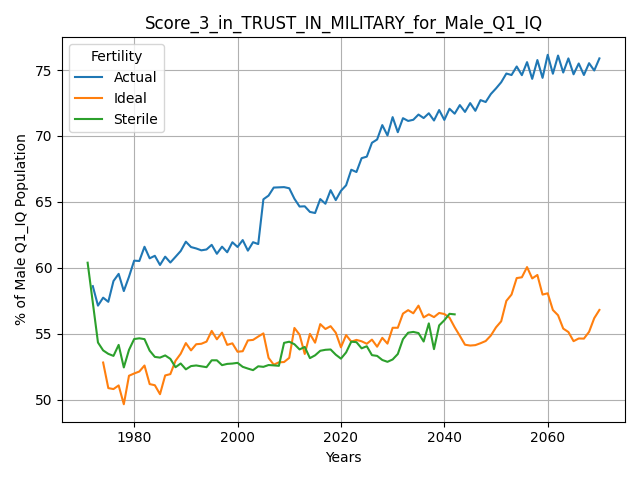 Score_3_in_TRUST_IN_MILITARY_for_Male_Q1_IQ
Fertility
Actual
Ideal
Sterile
% of Male Q1_IQ Population
75
70
65
60
55
50
1980
2000
2020
2040
2060
Years